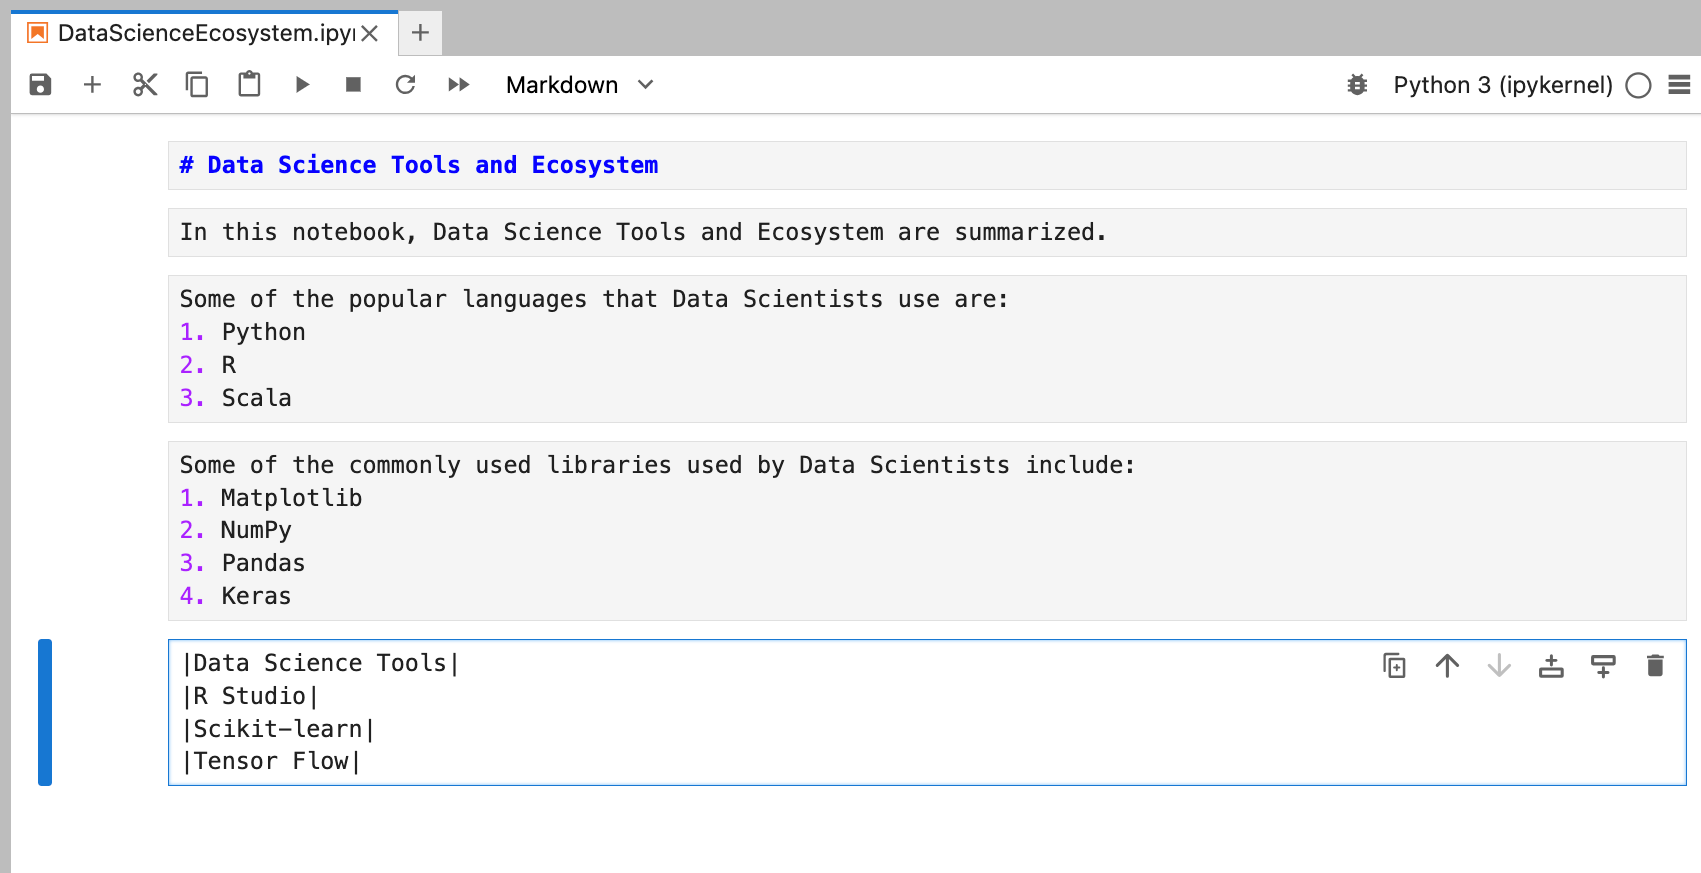 DataScienceEcosystem.ipyn
Markdown
Python 3 (ipykernel)
# Data Science Tools and Ecosystem
In this notebook, Data Science Tools and Ecosystem are summarized.
Some of the popular languages that Data Scientists use are:
1. Python
2. R
3. Scala
Some of the commonly used libraries used by Data Scientists include:
1. Matplotlib
2. NumPy
3. Pandas
4. Keras
|Data Science Tools|
|R Studio|
|Scikit-learn|
|Tensor Flow|